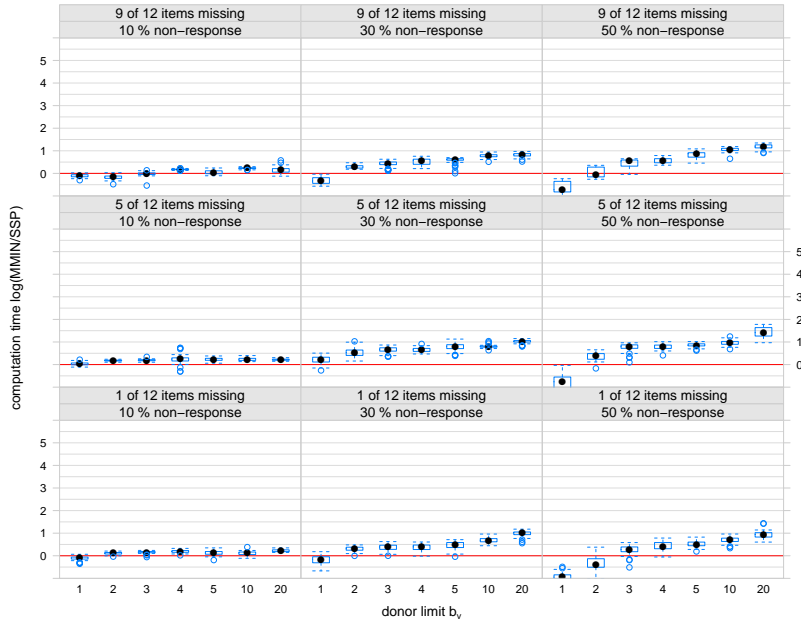 9 of 12 items missing
9 of 12 items missing
9 of 12 items missing
10 % non−response
30 % non−response
50 % non−response
5
4
3
2
1
0
5 of 12 items missing
5 of 12 items missing
5 of 12 items missing
10 % non−response
30 % non−response
50 % non−response
5
4
3
2
1
0
1 of 12 items missing
1 of 12 items missing
1 of 12 items missing
10 % non−response
30 % non−response
50 % non−response
5
4
3
2
1
0
computation time log(MMIN/SSP)
1 2 3 4 5 10 20
1 2 3 4 5 10 20
1 2 3 4 5 10 20
donor limit b_v